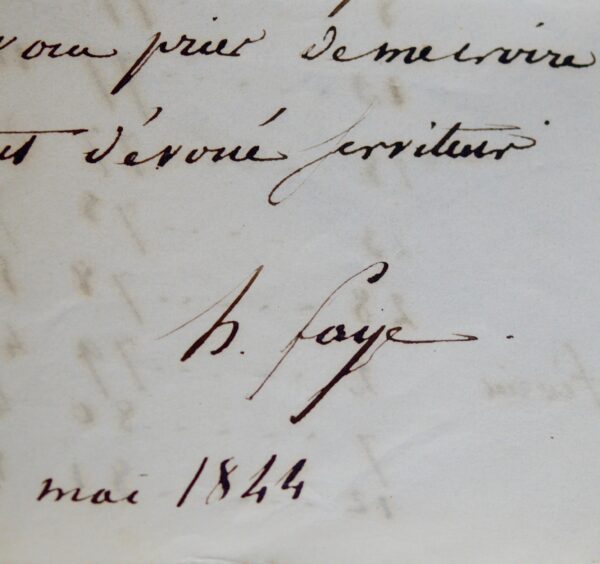 vous prier de me croire
et dévoué serviteur
h. faye.
mai 1844